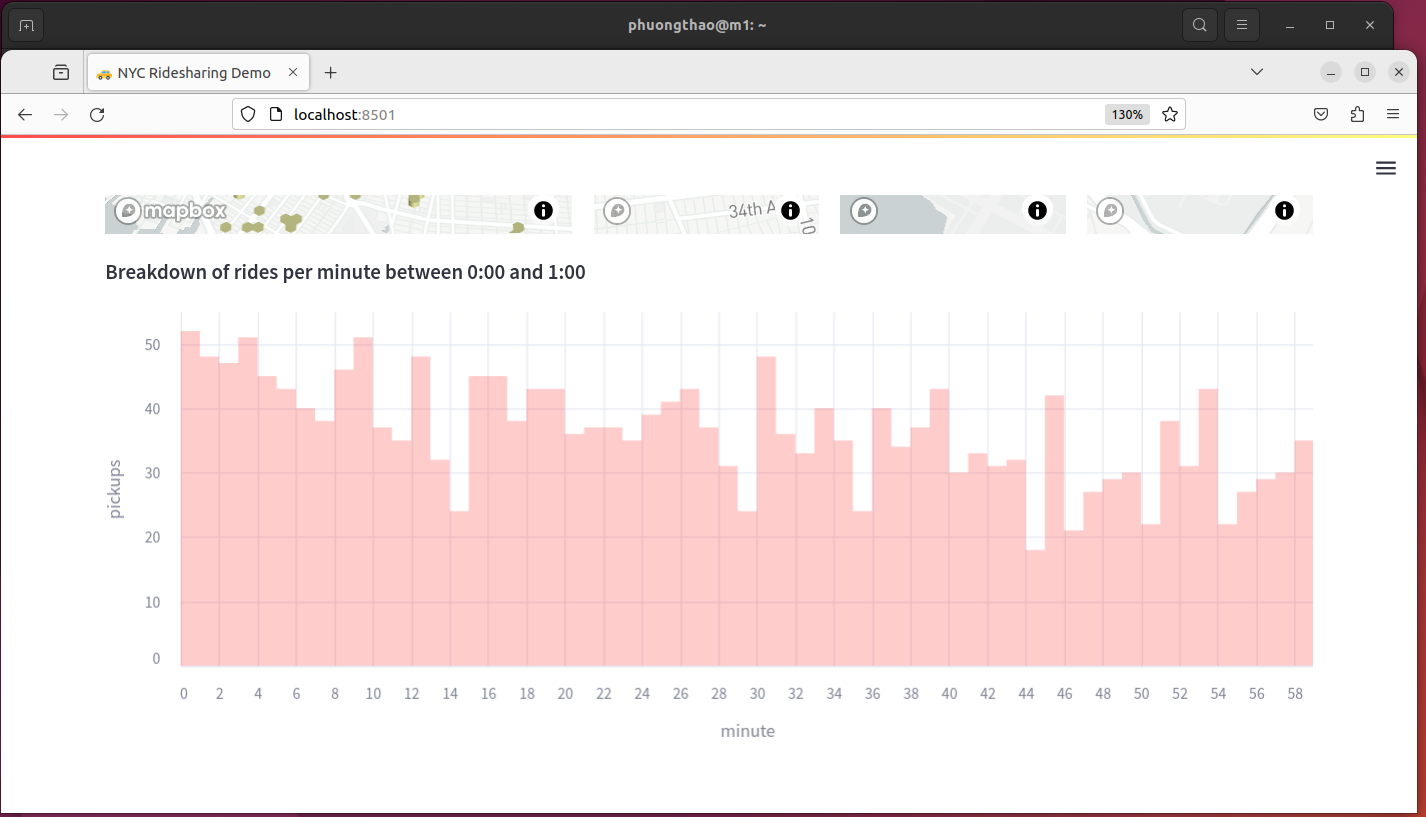 phuongthao@m1: ~
NYC Ridesharing Demo
localhost:8501
130%
mapbox
34th A
10
Breakdown of rides per minute between 0:00 and 1:00
50
40
30
20
10
0
pickups
0 2 4 6 8 10 12 14 16 18 20 22 24 26 28 30 32 34 36 38 40 42 44 46 48 50 52 54 56 58
minute